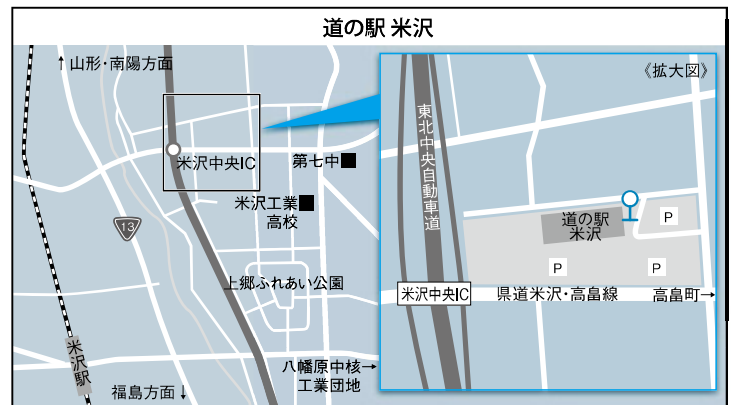 道の駅 米沢
↑山形・南陽方面
米沢中央IC
第七中
米沢工業
高校
13
上郷ふれあい公園
米沢駅
福島方面↓
八幡原中核→
工業団地
《拡大図》
東北中央自動車道
道の駅
米沢
P
P
P
米沢中央IC
県道米沢・高畠線
高畠町→